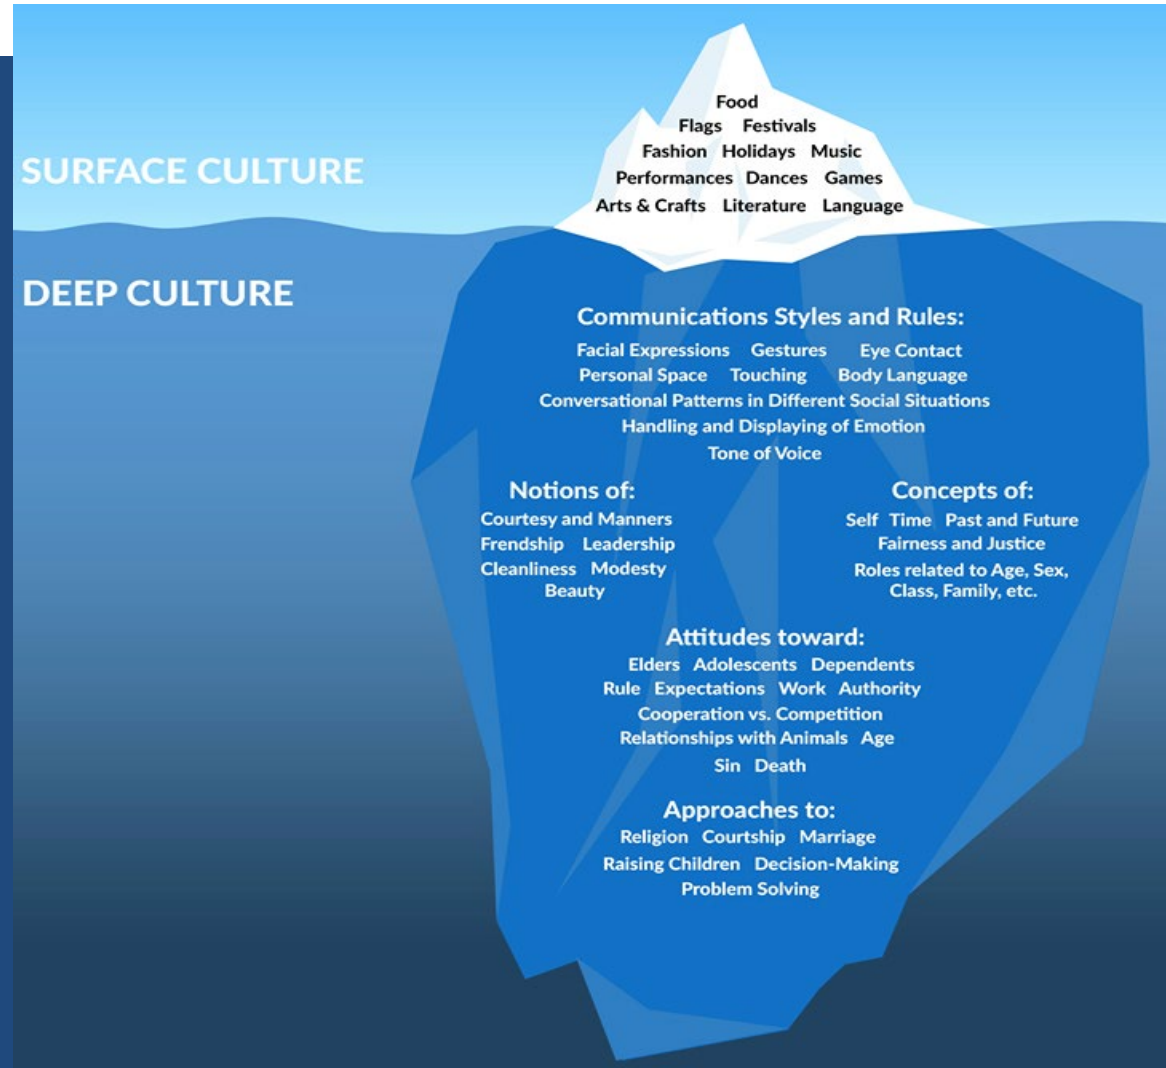 Food
Flags Festivals
SURFACE CULTURE
Fashion Holidays Music
Performances Dances Games
Arts & Crafts Literature Language
DEEP CULTURE
Communications Styles and Rules:
Facial Expressions Gestures Eye Contact
Personal Space Touching Body Language
Conversational Patterns in Different Social Situations
Handling and Displaying of Emotion
Tone of Voice
Notions of:
Courtesy and Manners
Frendship Leadership
Cleanliness Modesty
Beauty
Concepts of:
Self Time Past and Future
Fairness and Justice
Roles related to Age, Sex,
Class, Family, etc.
Attitudes toward:
Elders Adolescents Dependents
Rule Expectations Work Authority
Cooperation vs. Competition
Relationships with Animals Age
Sin Death
Approaches to:
Religion Courtship Marriage
Raising Children Decision-Making
Problem Solving